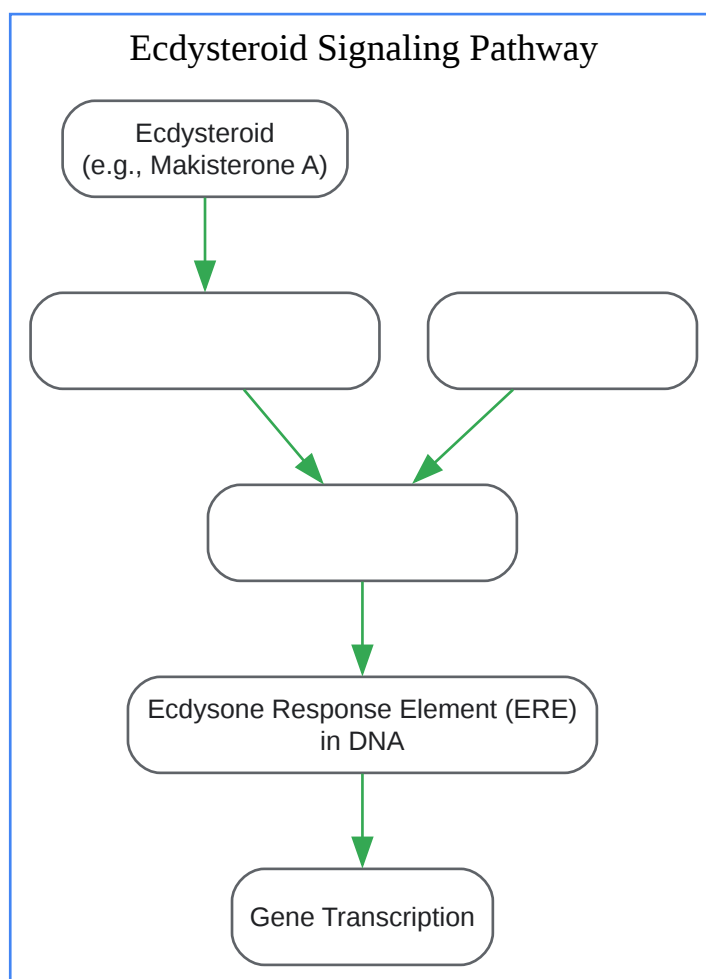 Ecdysteroid Signaling Pathway
Ecdysteroid
(e.g., Makisterone A)
Ecdysone Response Element (ERE)
in DNA
Gene Transcription